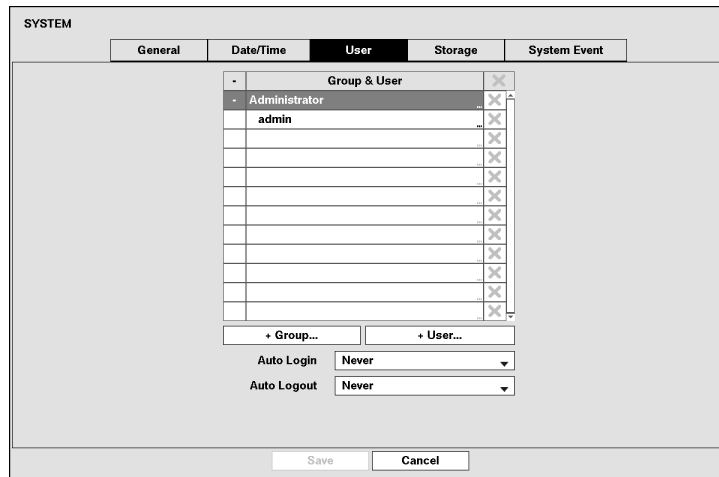 SYSTEM
General Date/Time User Storage System Event
- Group & User
- Administrator ...
admin ...
...
...
...
...
...
...
...
...
...
...
+ Group... + User...
Auto Login Never
Auto Logout Never
Save Cancel